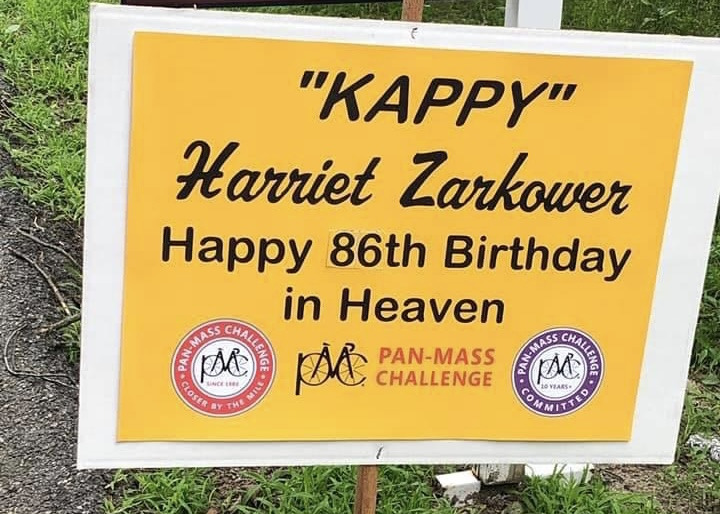 "KAPPY"
Harriet Zarkower
Happy 86th Birthday
in Heaven
PAN-MASS CHALLENGE
PMC
SINCE 1980
CLOSER BY THE MILE
PMC
PAN-MASS
CHALLENGE
PAN-MASS CHALLENGE
PMC
10 YEARS+
COMMITTED